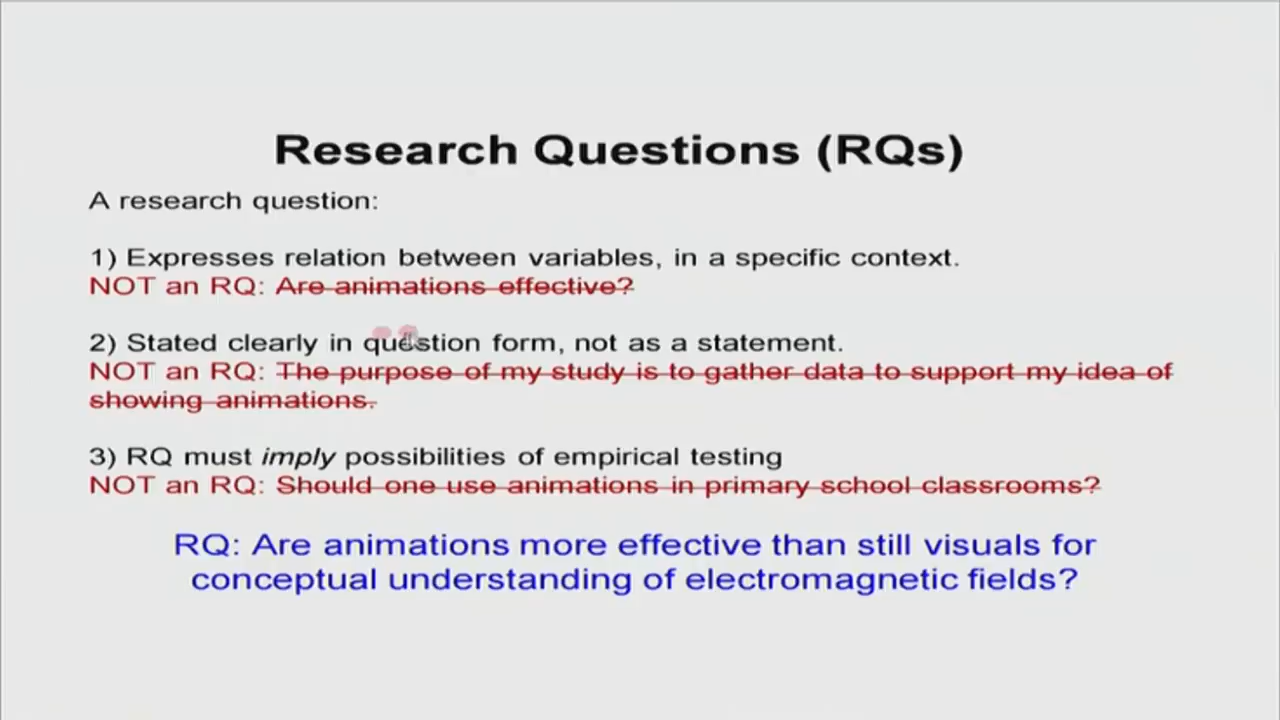 Research Questions (RQs)
A research question:
1) Expresses relation between variables, in a specific context.
NOT an RQ: Are animations effective?
2) Stated clearly in question form, not as a statement.
NOT an RQ: The purpose of my study is to gather data to support my idea of
showing animations.
3) RQ must imply possibilities of empirical testing
NOT an RQ: Should one use animations in primary school classrooms?
RQ: Are animations more effective than still visuals for
conceptual understanding of electromagnetic fields?